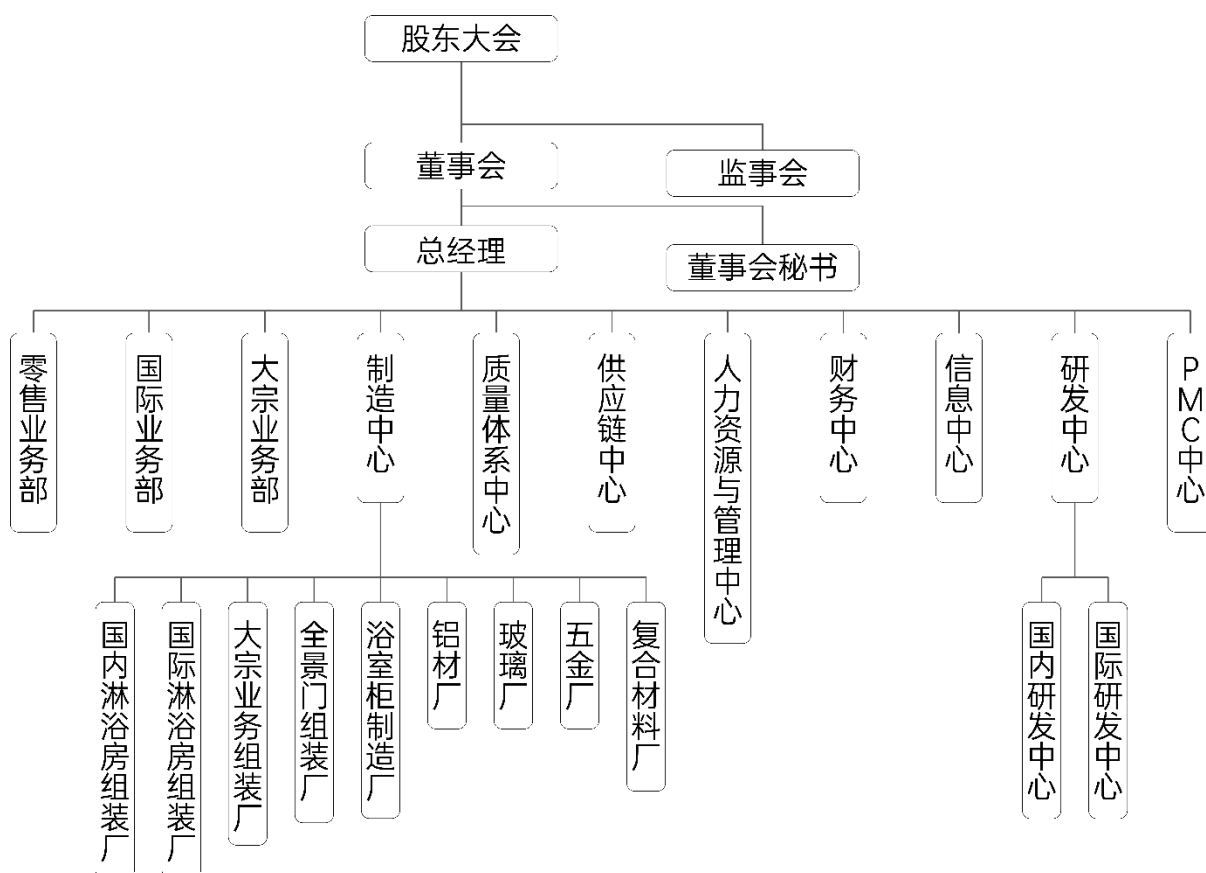 股东大会
董事会
监事会
总经理
董事会秘书
零售业务部
国际业务部
大宗业务部
制造中心
质量体系中心
供应链中心
人力资源与管理中心
财务中心
信息中心
研发中心
PMC中心
国内淋浴房组装厂
国际淋浴房组装厂
大宗业务组装厂
全景门组装厂
浴室柜制造厂
铝材厂
玻璃厂
五金厂
复合材料厂
国内研发中心
国际研发中心